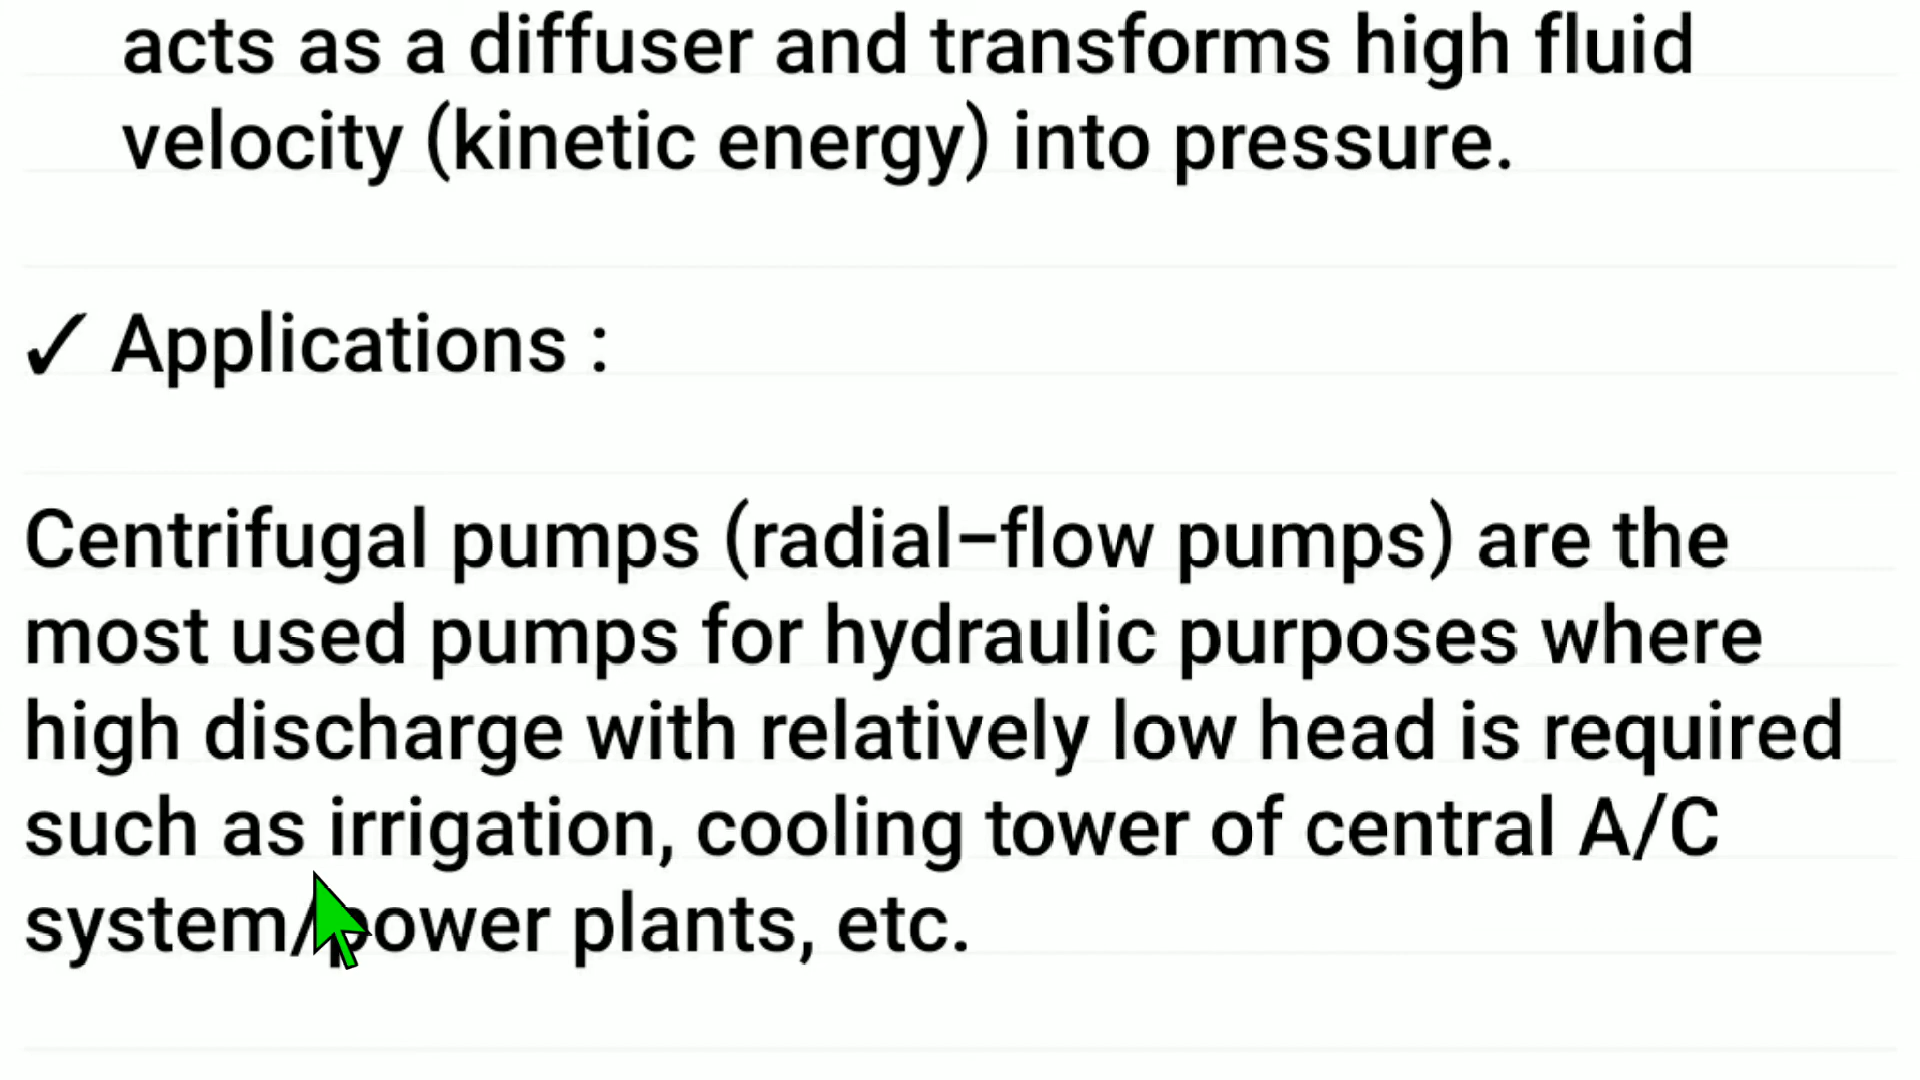 acts as a diffuser and transforms high fluid
velocity (kinetic energy) into pressure.
✓ Applications :
Centrifugal pumps (radial–flow pumps) are the
most used pumps for hydraulic purposes where
high discharge with relatively low head is required
such as irrigation, cooling tower of central A/C
system/power plants, etc.